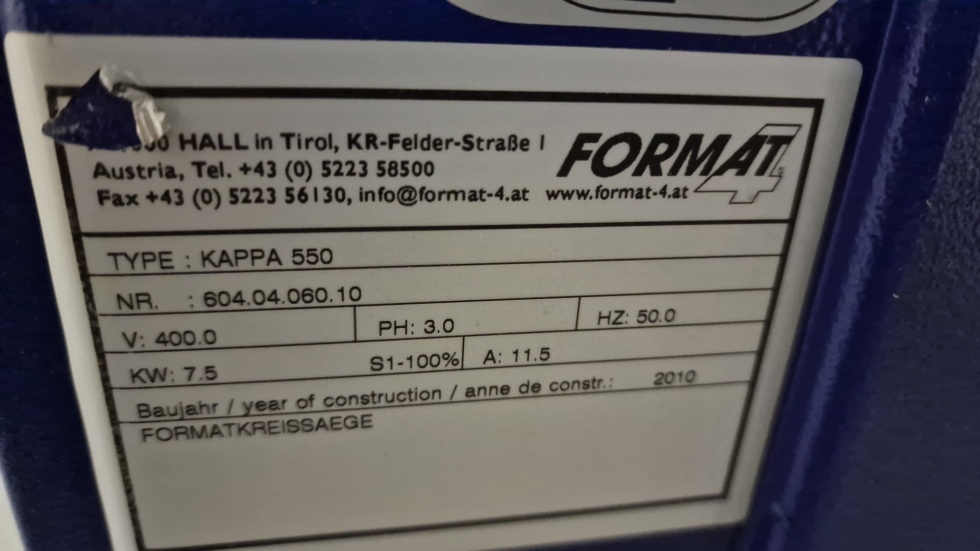 HALL in Tirol, KR-Felder-Straße 1
Austria, Tel. +43 (0) 5223 58500
Fax +43 (0) 5223 56130, info@format-4.at www.format-4.at
FORMAT 4
TYPE : KAPPA 550
NR. : 604.04.060.10
V: 400.0 PH: 3.0 HZ: 50.0
KW: 7.5 S1-100% A: 11.5
Baujahr / year of construction / anne de constr.: 2010
FORMATKREISSAEGE